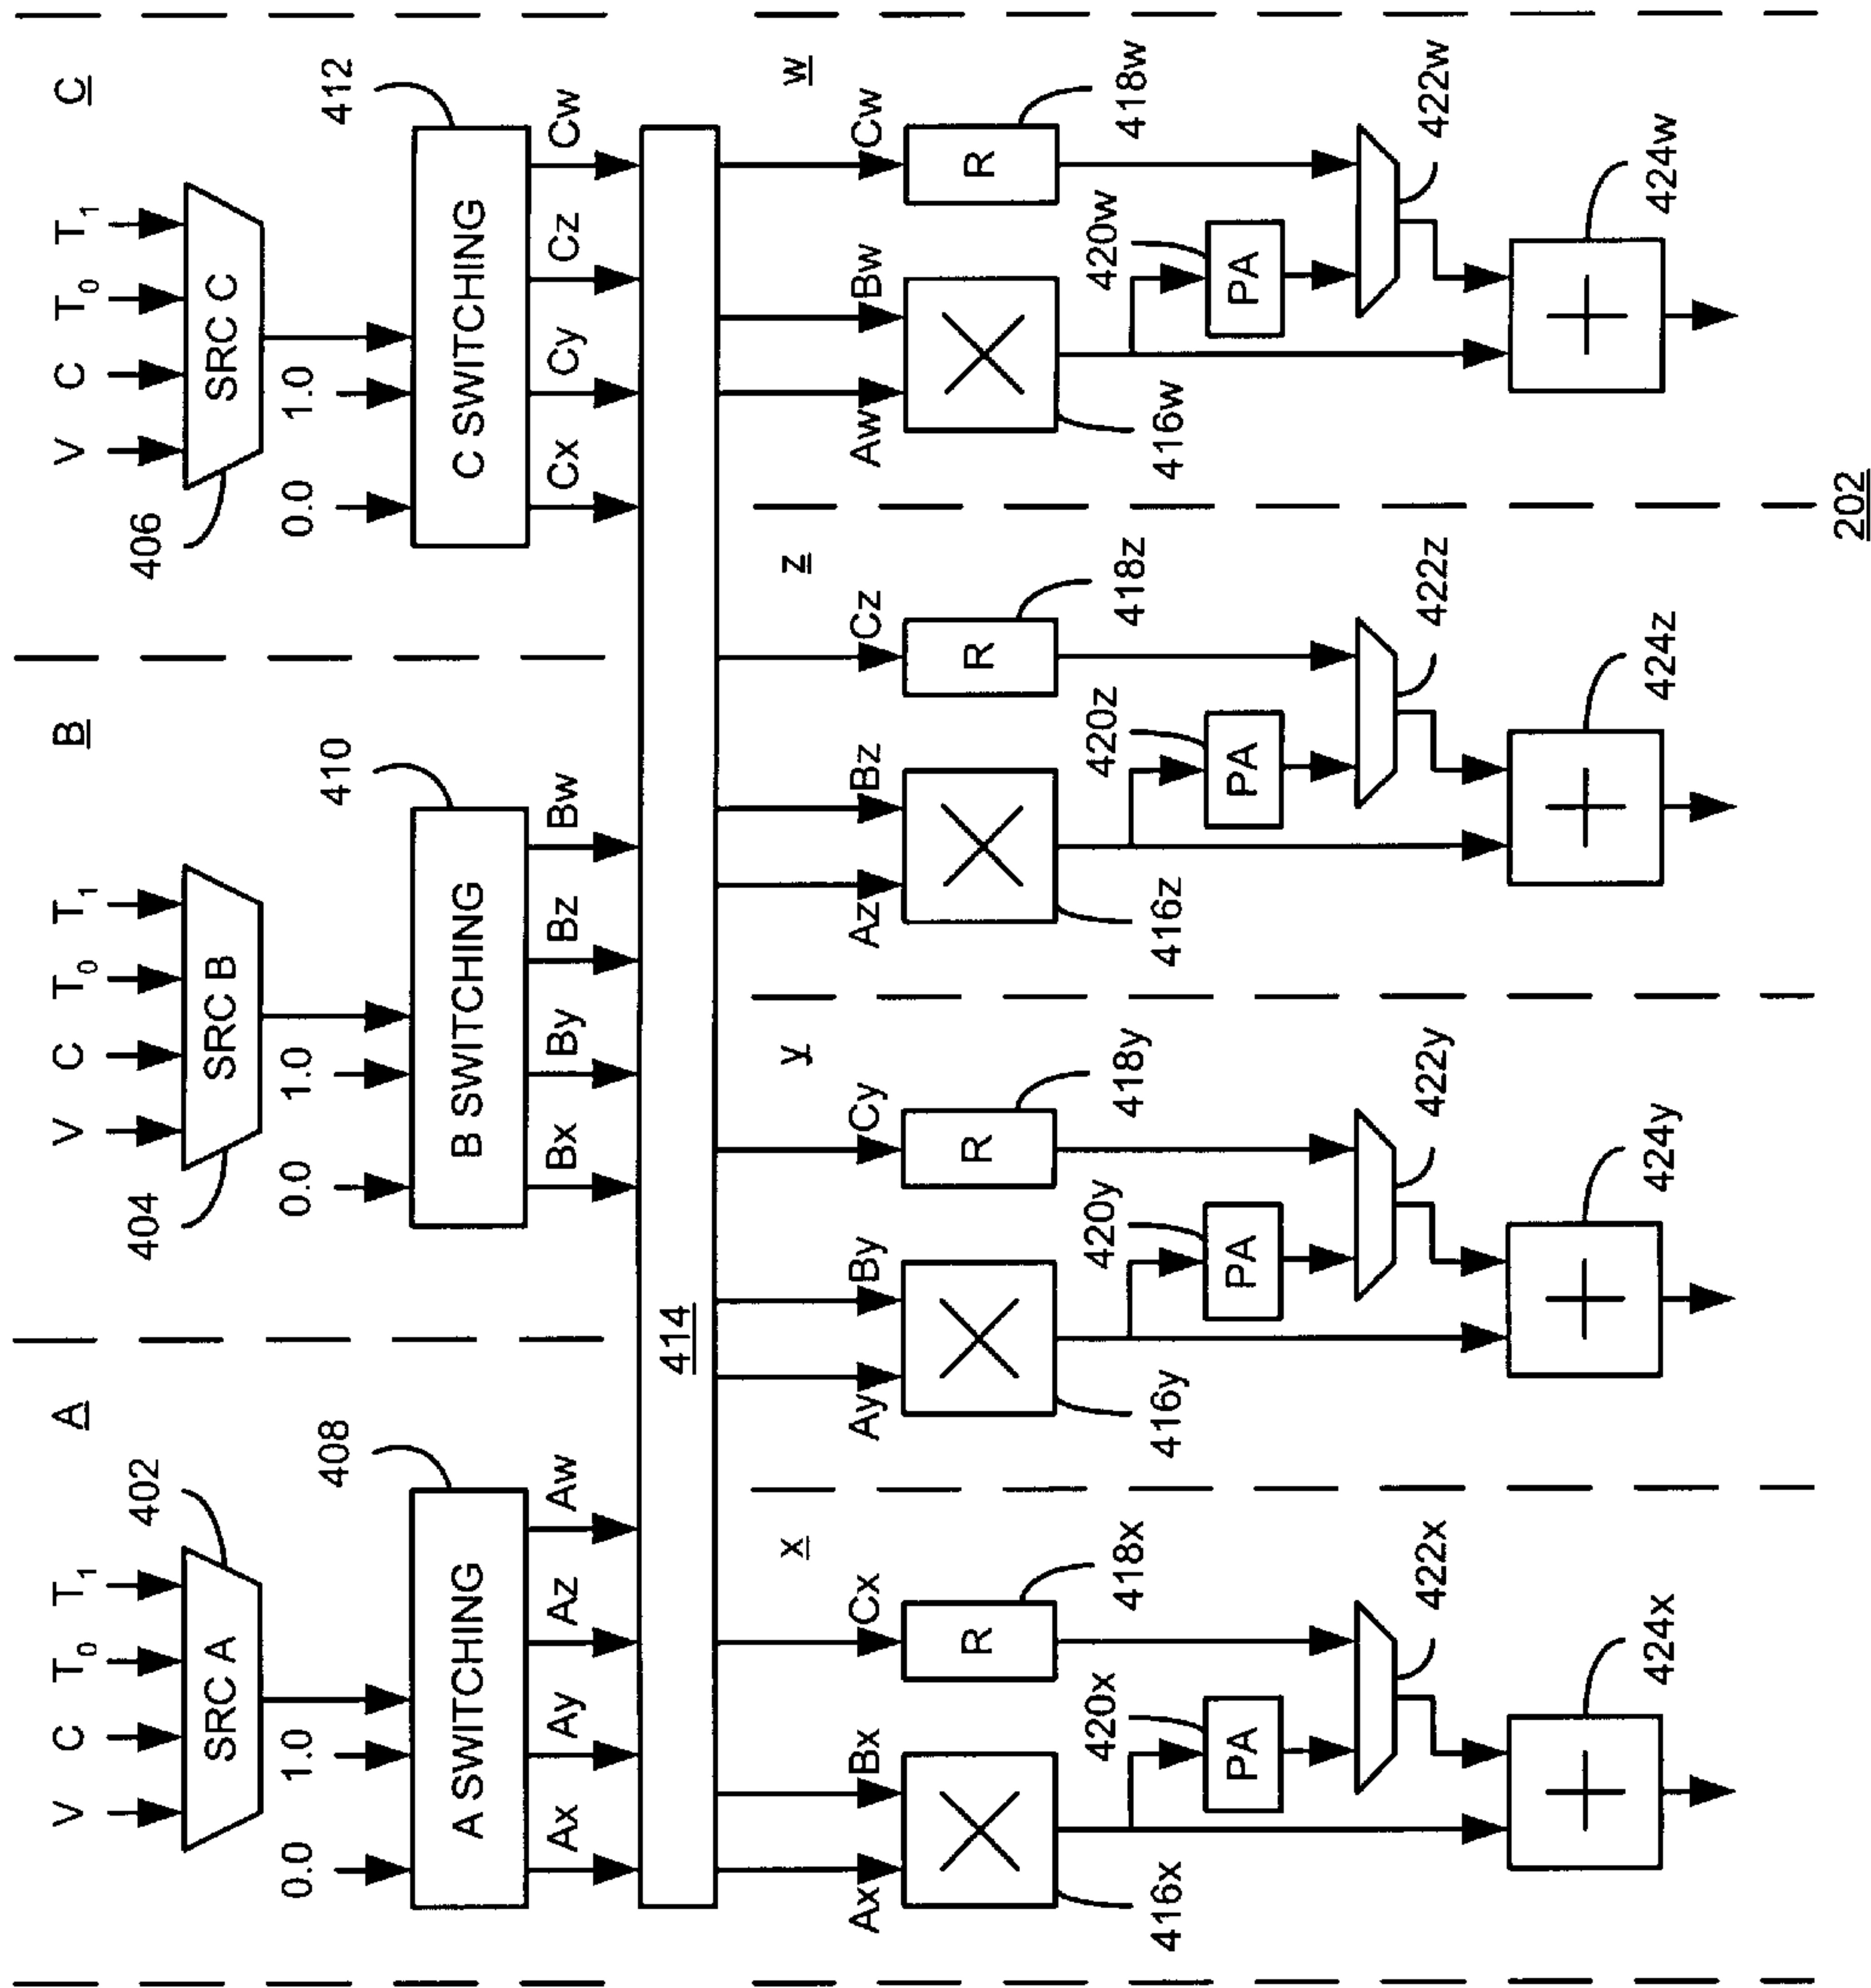 A
B
C
V C T0 T1
V C T0 T1
V C T0 T1
SRC A
402
SRC B
404
SRC C
406
0.0 1.0
0.0 1.0
0.0 1.0
408
410
412
A SWITCHING
B SWITCHING
C SWITCHING
Ax Ay Az Aw
Bx By Bz Bw
Cx Cy Cz Cw
414
x
y
z
w
Ax Bx Cx
Ay By Cy
Az Bz Cz
Aw Bw Cw
R
R
R
R
416x 420x 418x
416y 420y 418y
416z 420z 418z
416w 420w 418w
PA
PA
PA
PA
422x
422y
422z
422w
424x
424y
424z
424w
202